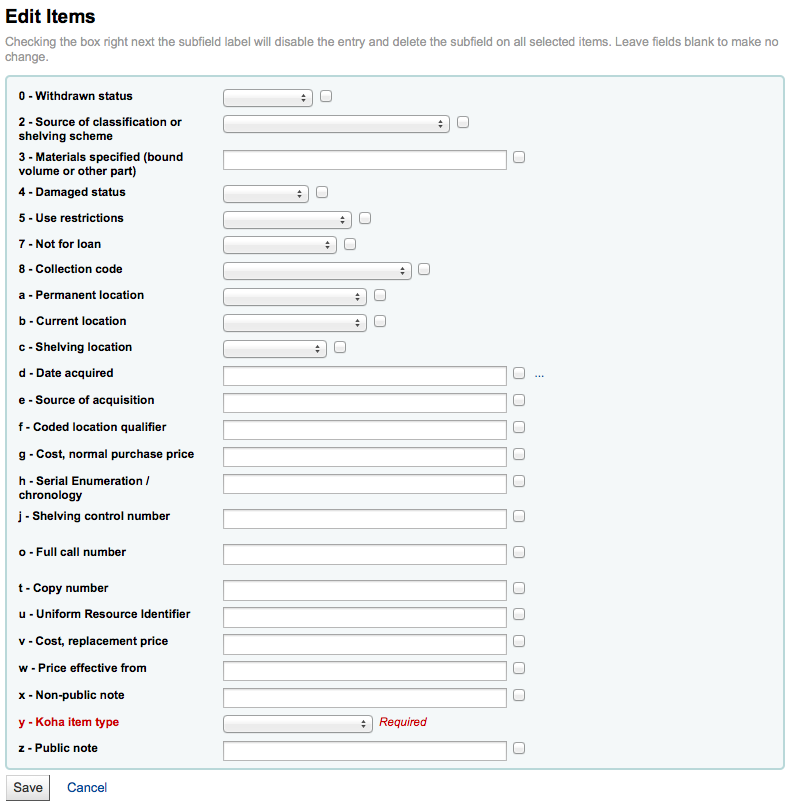 Edit Items
Checking the box right next the subfield label will disable the entry and delete the subfield on all selected items. Leave fields blank to make no
change.
0 - Withdrawn status
2 - Source of classification or
shelving scheme
3 - Materials specified (bound
volume or other part)
4 - Damaged status
5 - Use restrictions
7 - Not for loan
8 - Collection code
a - Permanent location
b - Current location
c - Shelving location
d - Date acquired ...
e - Source of acquisition
f - Coded location qualifier
g - Cost, normal purchase price
h - Serial Enumeration /
chronology
j - Shelving control number
o - Full call number
t - Copy number
u - Uniform Resource Identifier
v - Cost, replacement price
w - Price effective from
x - Non-public note
y - Koha item type Required
z - Public note
Save Cancel